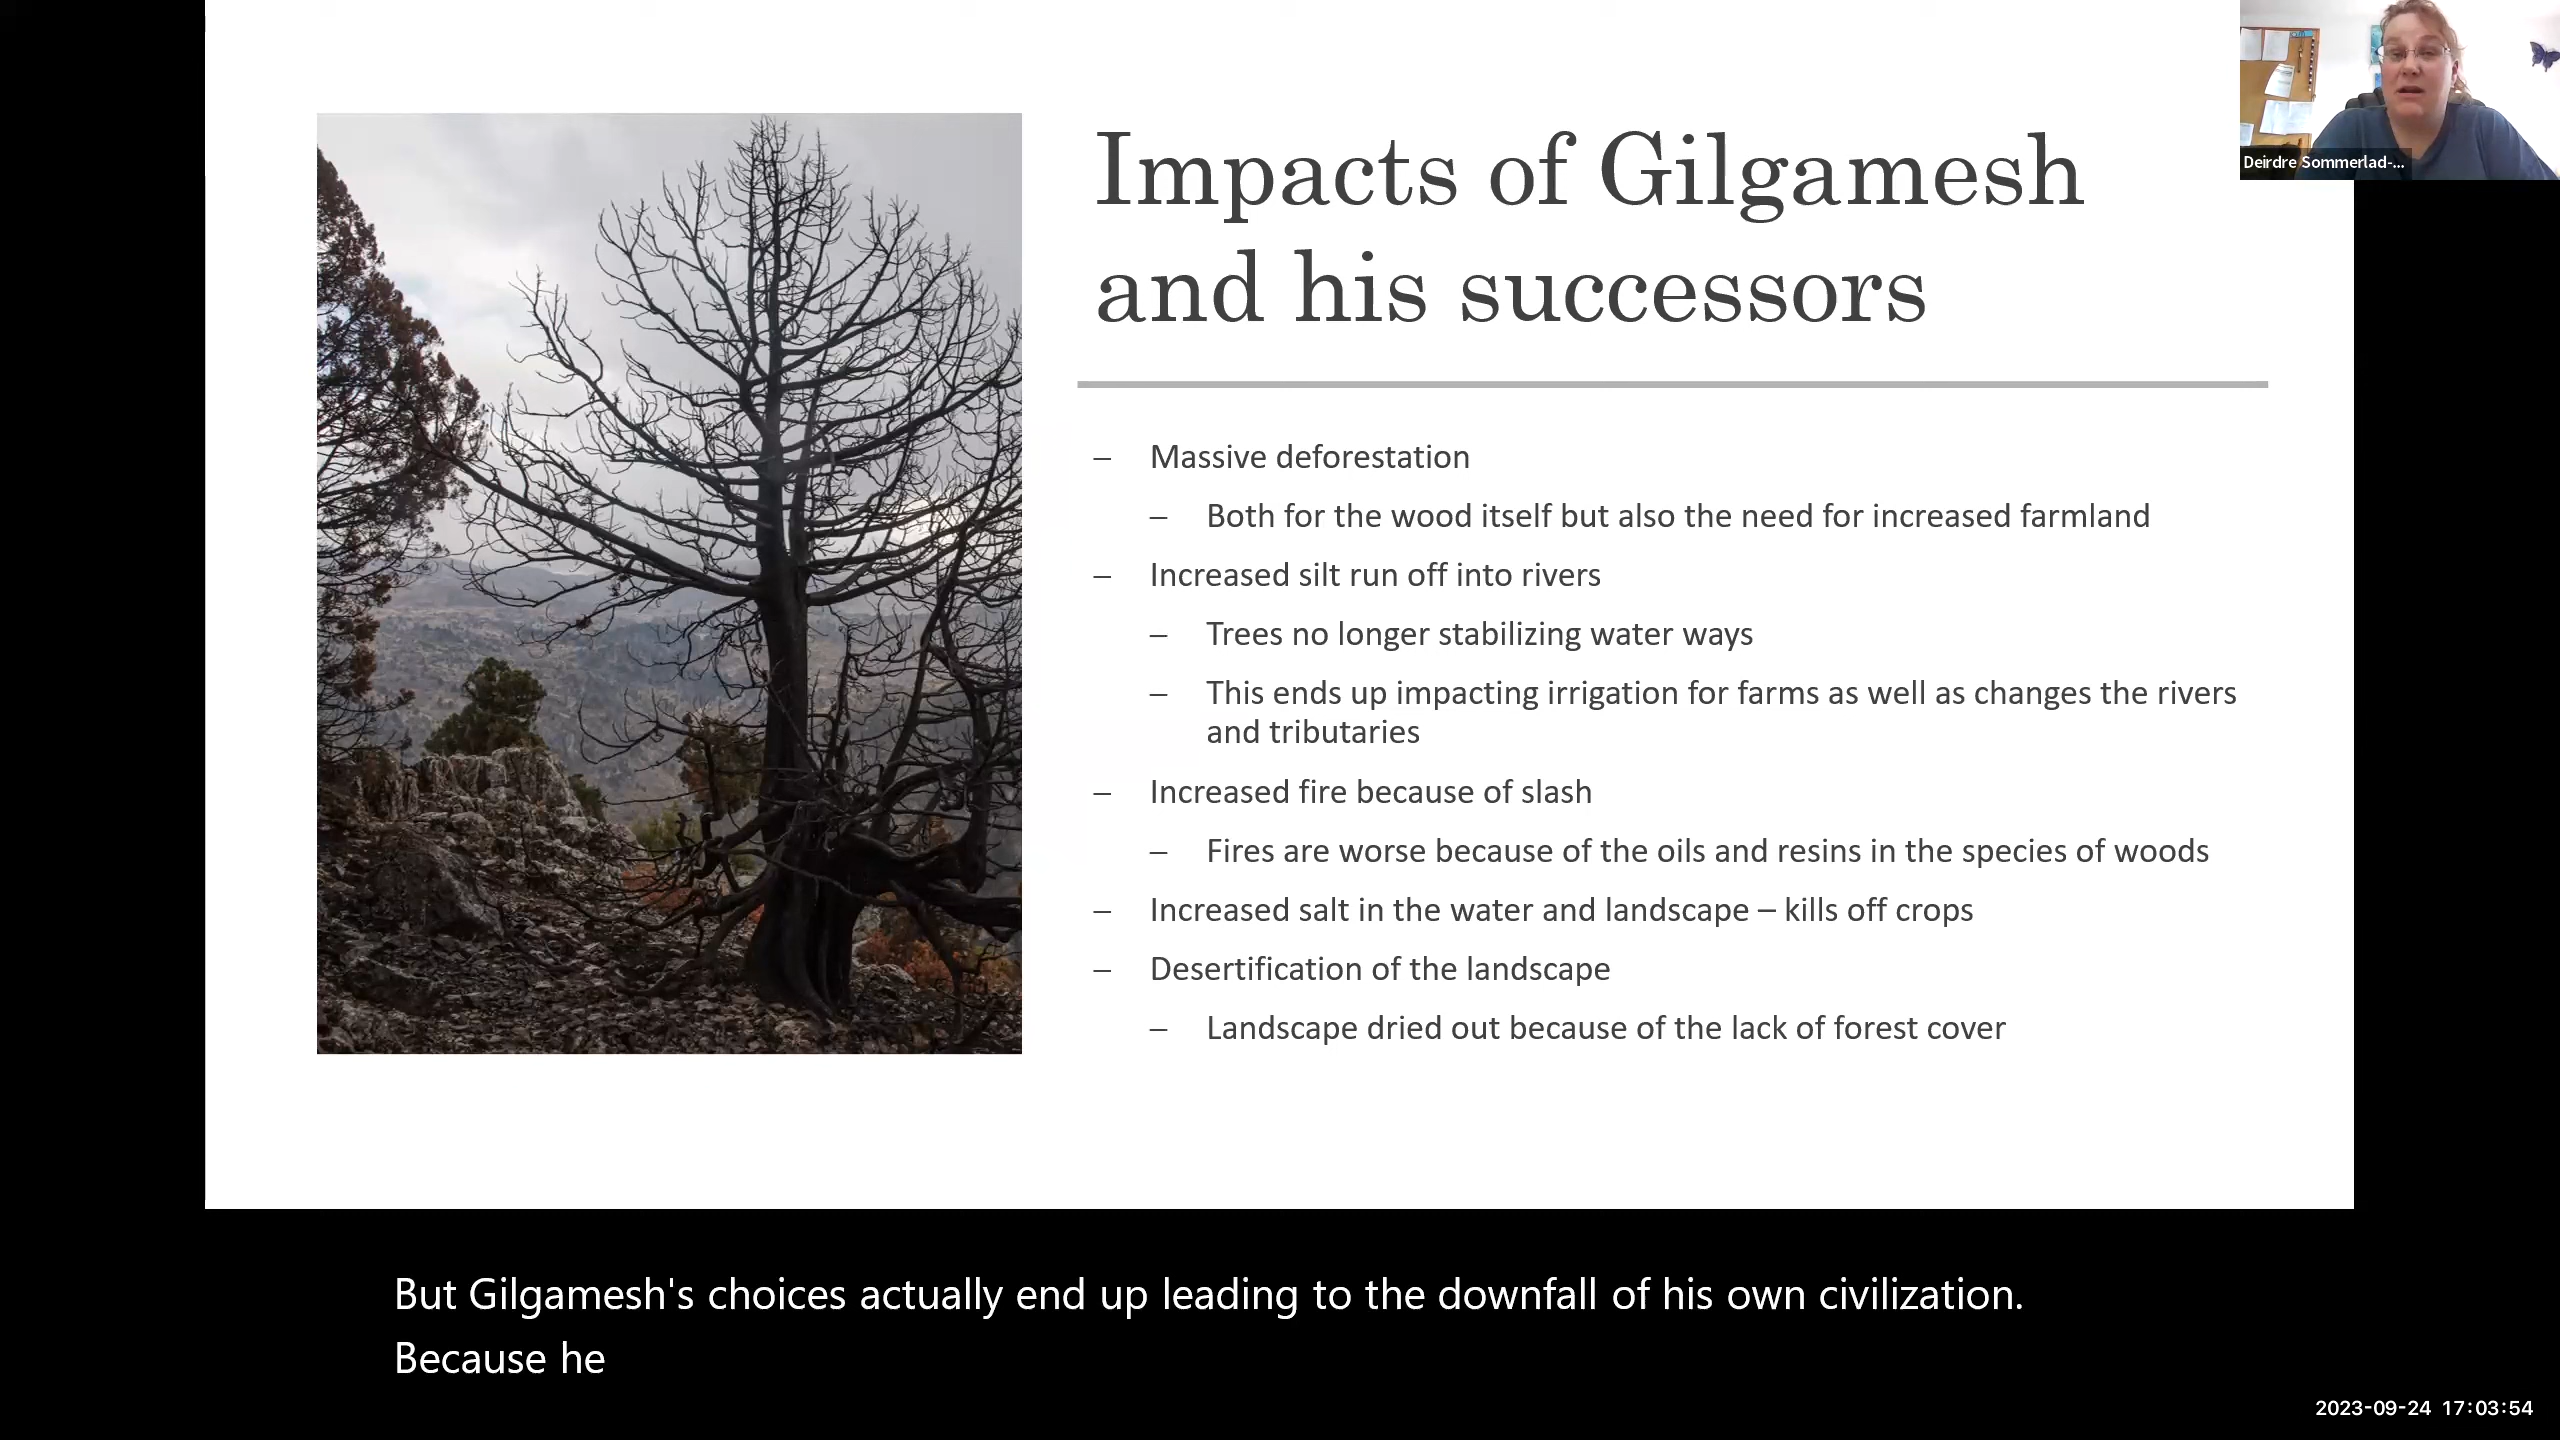 Impacts of Gilgamesh
and his successors
Deirdre Sommerlad-...
– Massive deforestation
– Both for the wood itself but also the need for increased farmland
– Increased silt run off into rivers
– Trees no longer stabilizing water ways
– This ends up impacting irrigation for farms as well as changes the rivers
and tributaries
– Increased fire because of slash
– Fires are worse because of the oils and resins in the species of woods
– Increased salt in the water and landscape – kills off crops
– Desertification of the landscape
– Landscape dried out because of the lack of forest cover
But Gilgamesh's choices actually end up leading to the downfall of his own civilization.
Because he
2023-09-24 17:03:54